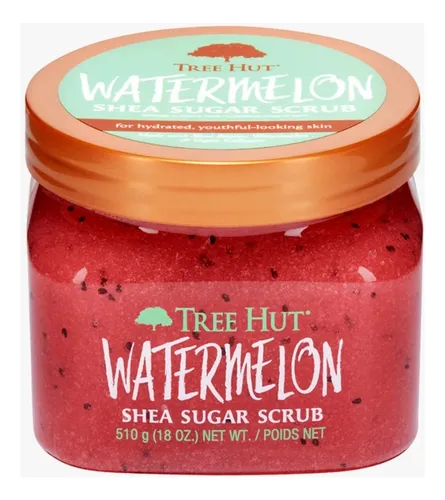 TREE HUT®
WATERMELON
SHEA SUGAR SCRUB
for hydrated, youthful-looking skin
TREE HUT®
WATERMELON
SHEA SUGAR SCRUB
510 g (18 OZ.) NET WT. / POIDS NET